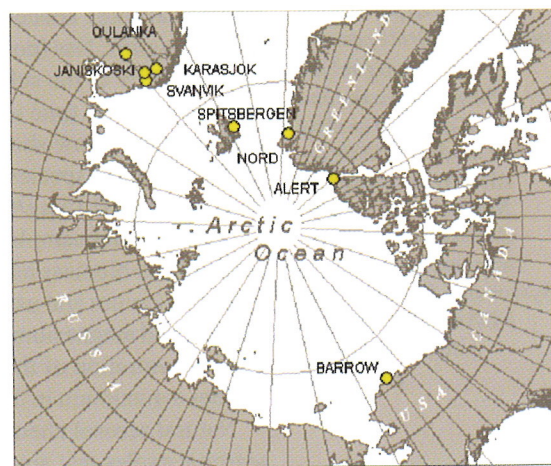 OULANKA
JANISKOSKI
KARASJOK
SVANVIK
SPITSBERGEN
GREENLAND
NORD
ALERT
Arctic
Ocean
RUSSIA
CANADA
BARROW
USA